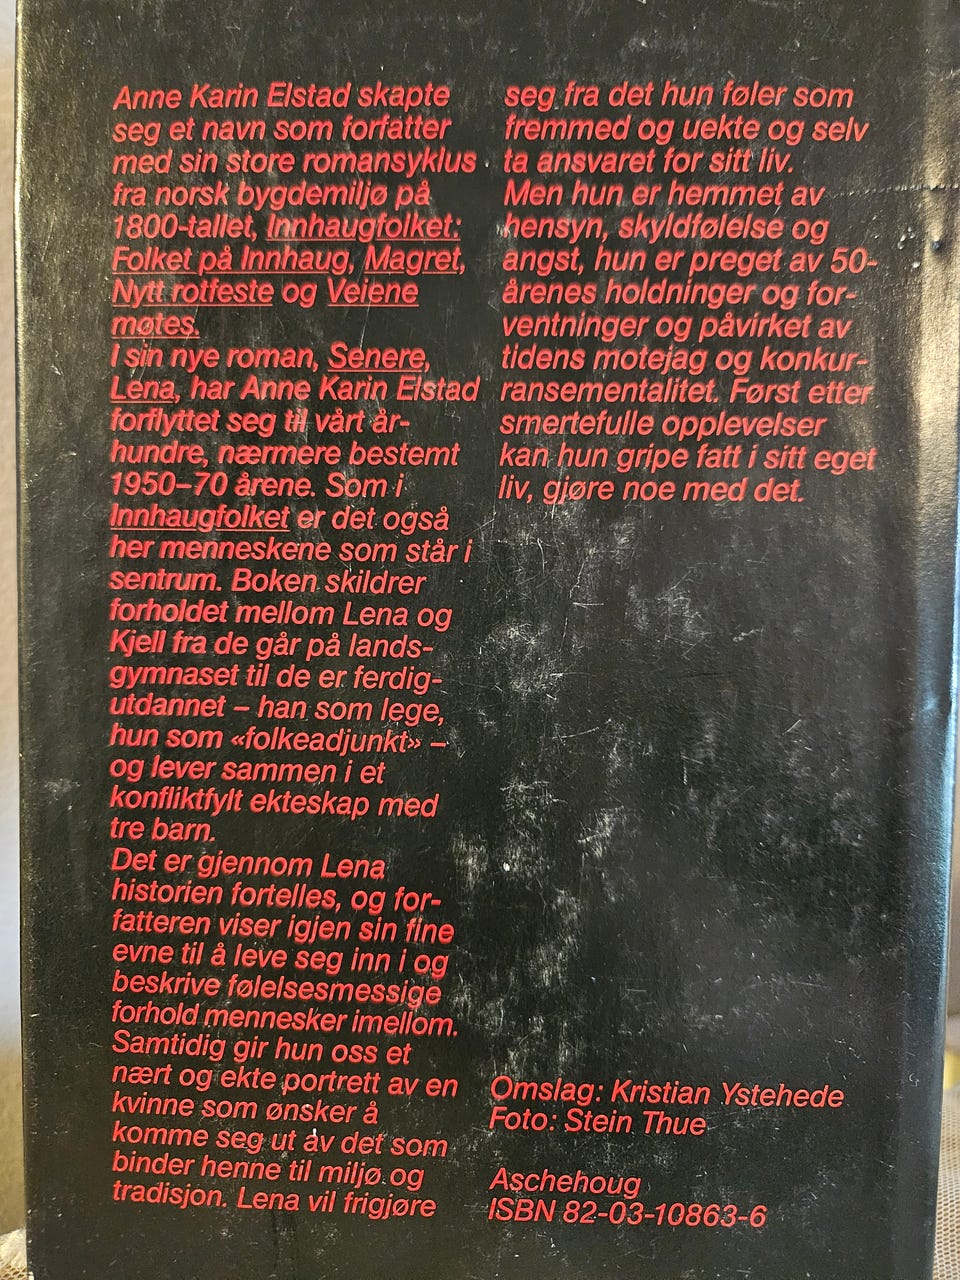 Anne Karin Elstad skapte
seg et navn som forfatter
med sin store romansyklus
fra norsk bygdemiljø på
1800-tallet, Innhaugfolket:
Folket på Innhaug, Magret,
Nytt rotfeste og Veiene
møtes.
I sin nye roman, Senere,
Lena, har Anne Karin Elstad
forflyttet seg til vårt år-
hundre, nærmere bestemt
1950–70 årene. Som i
Innhaugfolket er det også
her menneskene som står i
sentrum. Boken skildrer
forholdet mellom Lena og
Kjell fra de går på lands-
gymnaset til de er ferdig-
utdannet – han som lege,
hun som «folkeadjunkt» –
og lever sammen i et
konfliktfylt ekteskap med
tre barn.
Det er gjennom Lena
historien fortelles, og for-
fatteren viser igjen sin fine
evne til å leve seg inn i og
beskrive følelsesmessige
forhold mennesker imellom.
Samtidig gir hun oss et
nært og ekte portrett av en
kvinne som ønsker å
komme seg ut av det som
binder henne til miljø og
tradisjon. Lena vil frigjøre
seg fra det hun føler som
fremmed og uekte og selv
ta ansvaret for sitt liv.
Men hun er hemmet av
hensyn, skyldfølelse og
angst, hun er preget av 50-
årenes holdninger og for-
ventninger og påvirket av
tidens motejag og konkur-
ransementalitet. Først etter
smertefulle opplevelser
kan hun gripe fatt i sitt eget
liv, gjøre noe med det.
Omslag: Kristian Ystehede
Foto: Stein Thue
Aschehoug
ISBN 82-03-10863-6